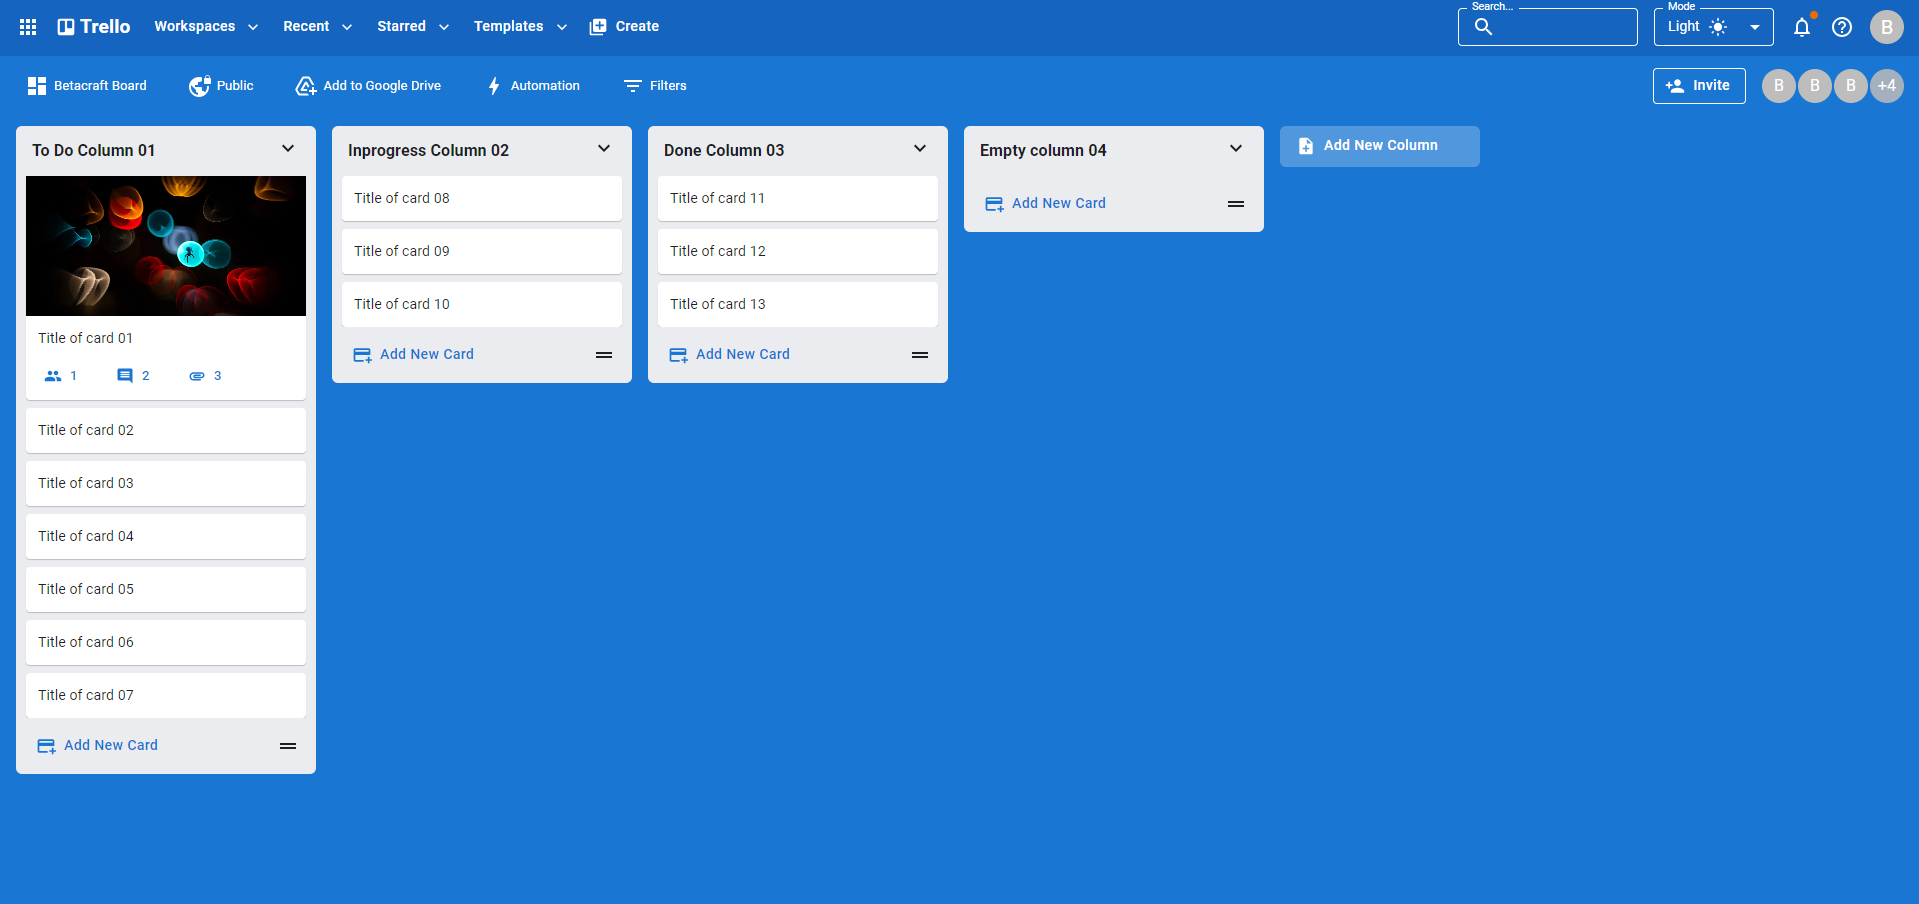 Trello Workspaces Recent Starred Templates Create Search... Mode Light B
Betacraft Board Public Add to Google Drive Automation Filters Invite B B B +4
To Do Column 01
Title of card 01
1 2 3
Title of card 02
Title of card 03
Title of card 04
Title of card 05
Title of card 06
Title of card 07
Add New Card
Inprogress Column 02
Title of card 08
Title of card 09
Title of card 10
Add New Card
Done Column 03
Title of card 11
Title of card 12
Title of card 13
Add New Card
Empty column 04
Add New Card
Add New Column